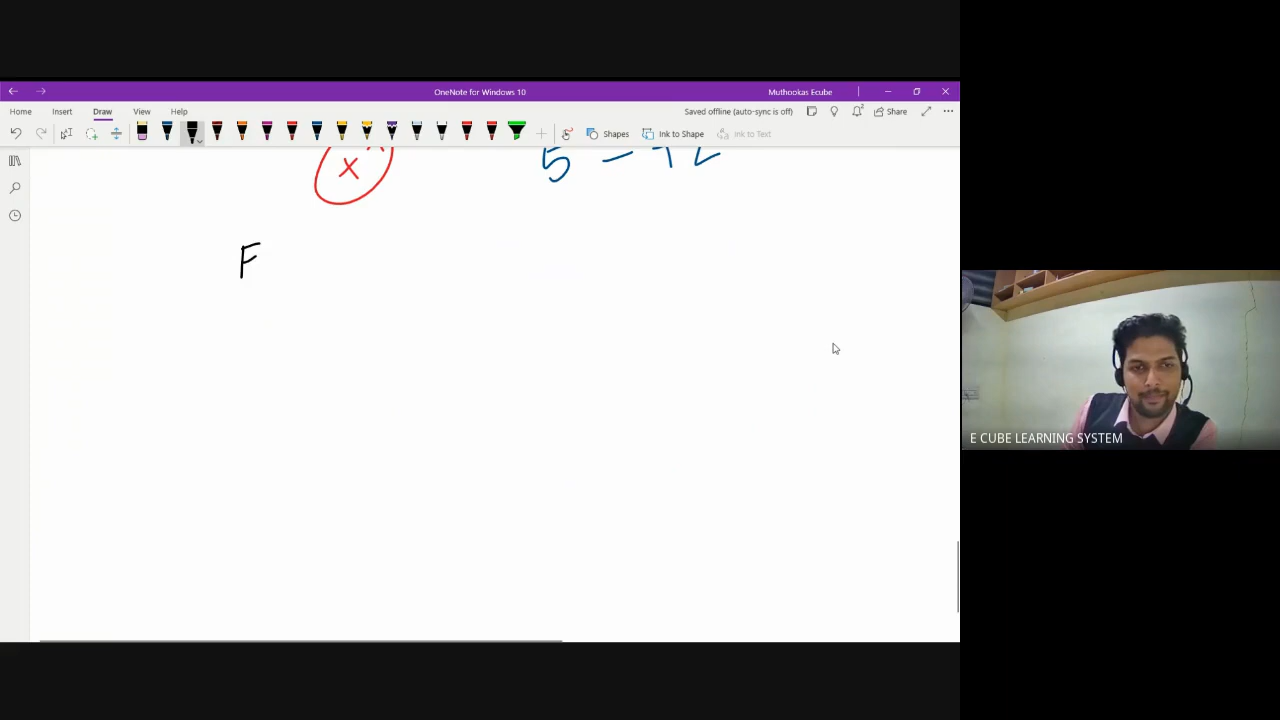 OneNote for Windows 10
Muthookas Ecube
Home Insert Draw View Help
Saved offline (auto-sync is off)
Share
Shapes
Ink to Shape
Ink to Text
x
5 –
F
E CUBE LEARNING SYSTEM